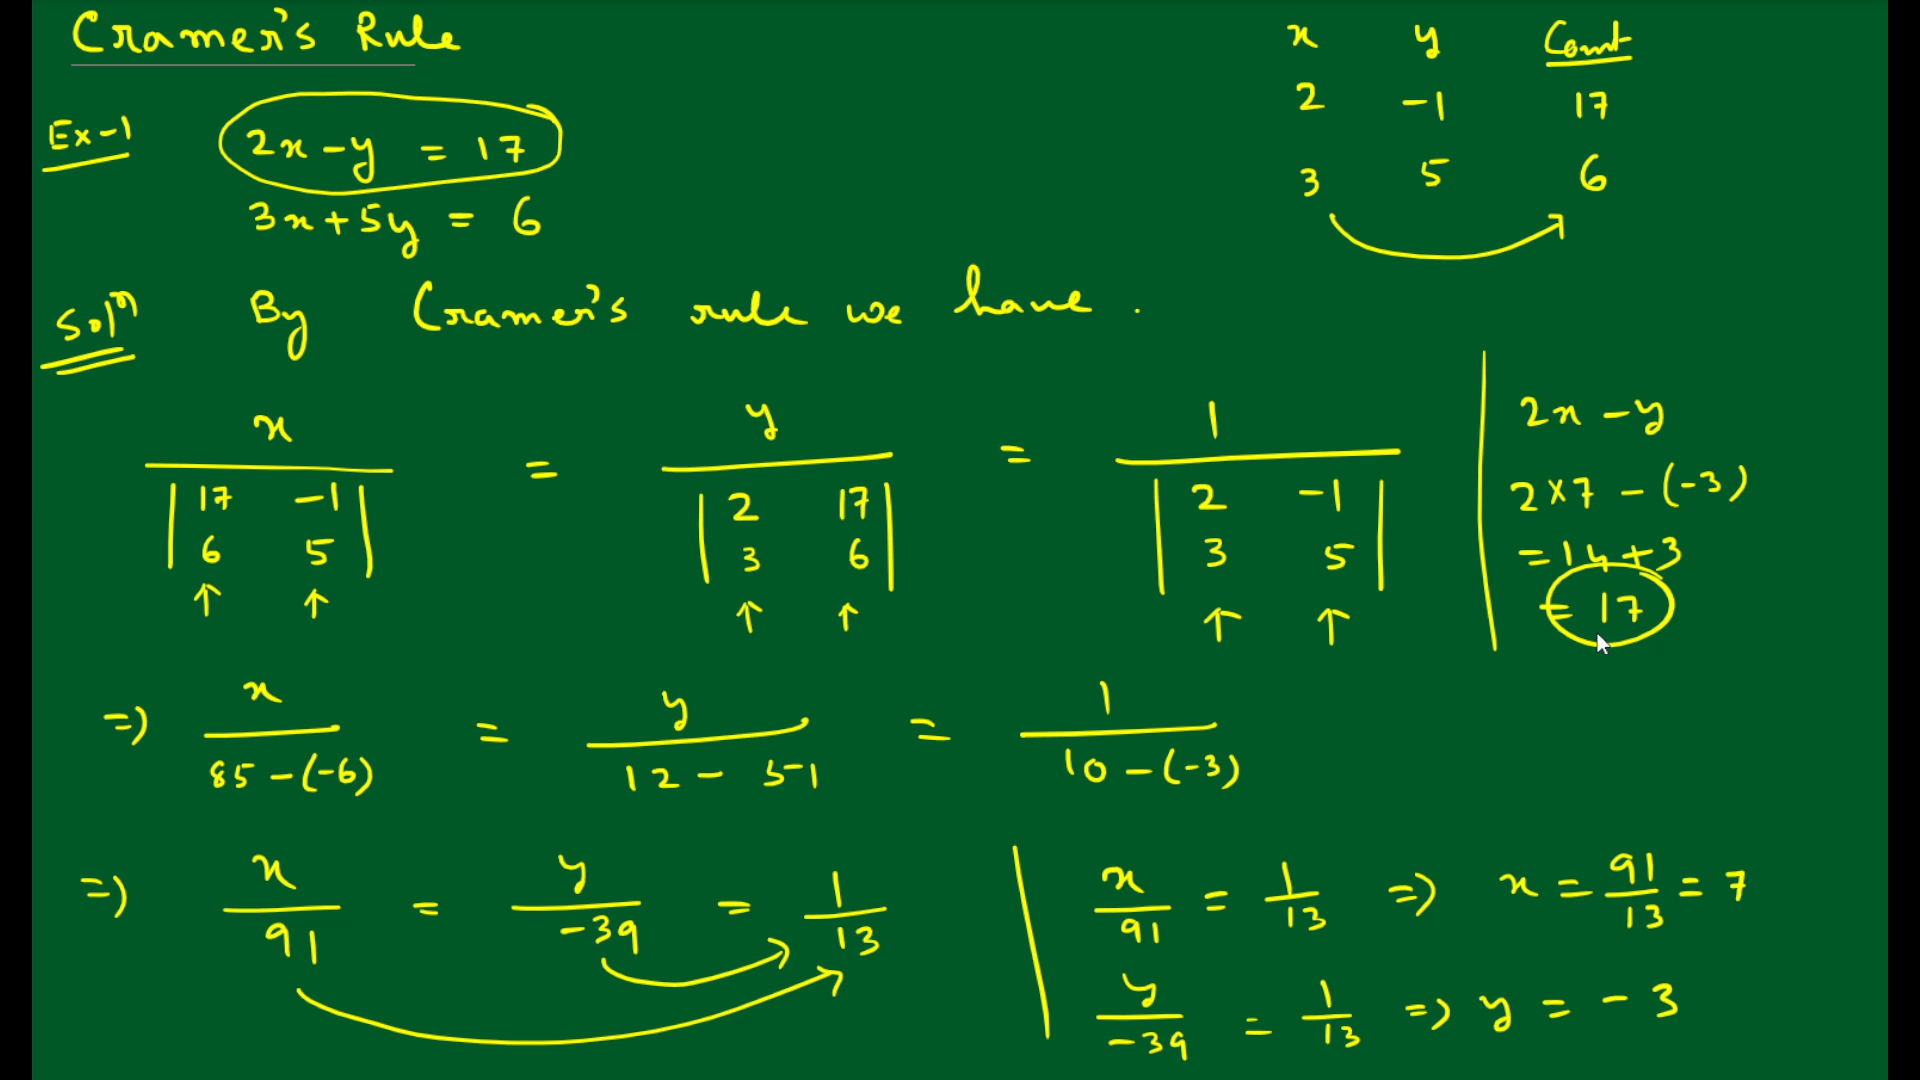 Cramer's Rule
x y Const
2 -1 17
3 5 6
Ex-1 2x-y = 17
3x+5y = 6
Solⁿ By Cramer's rule we have .
x = y = 1
|17 -1| |2 17| |2 -1|
|6 5| |3 6| |3 5|
↑ ↑ ↑ ↑ ↑ ↑
2x-y
2×7-(-3)
=14+3
= 17
=) x = y = 1
85-(-6) 12-51 10-(-3)
=) x/91 = y/-39 = 1/13
x/91 = 1/13 =) x = 91/13 = 7
y/-39 = 1/13 =) y = -3